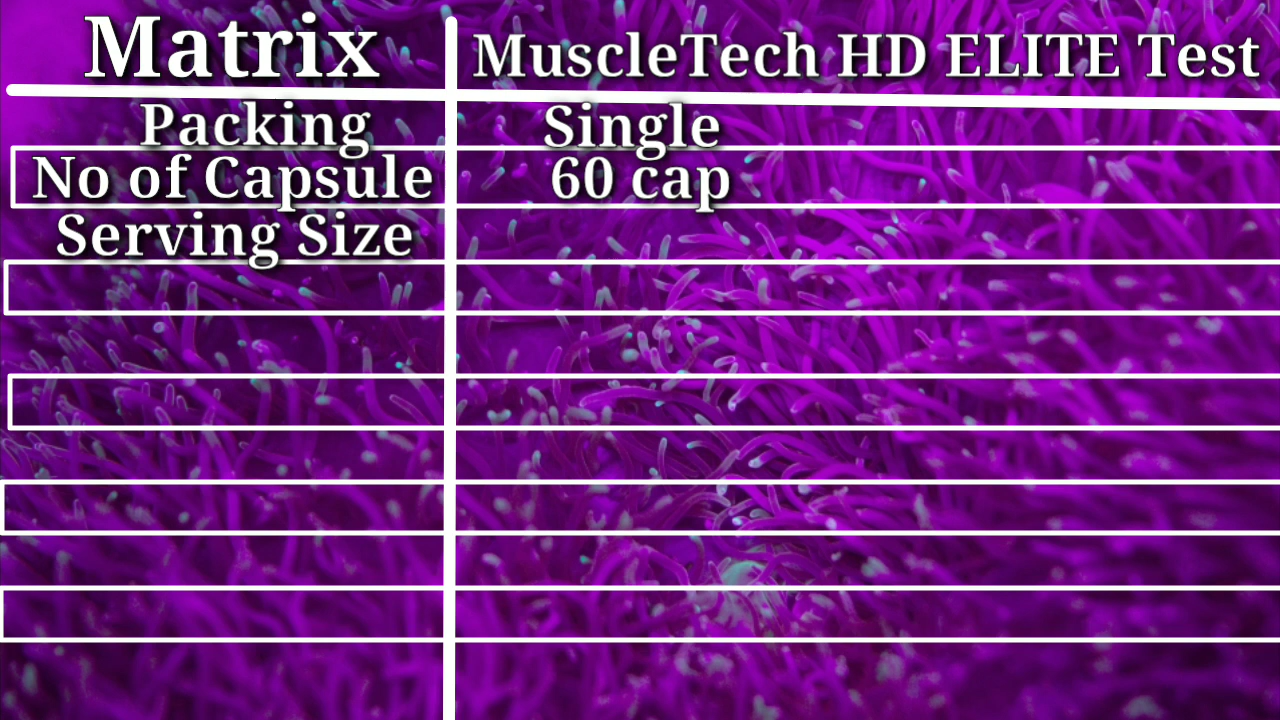 Matrix MuscleTech HD ELITE Test
Packing Single
No of Capsule 60 cap
Serving Size